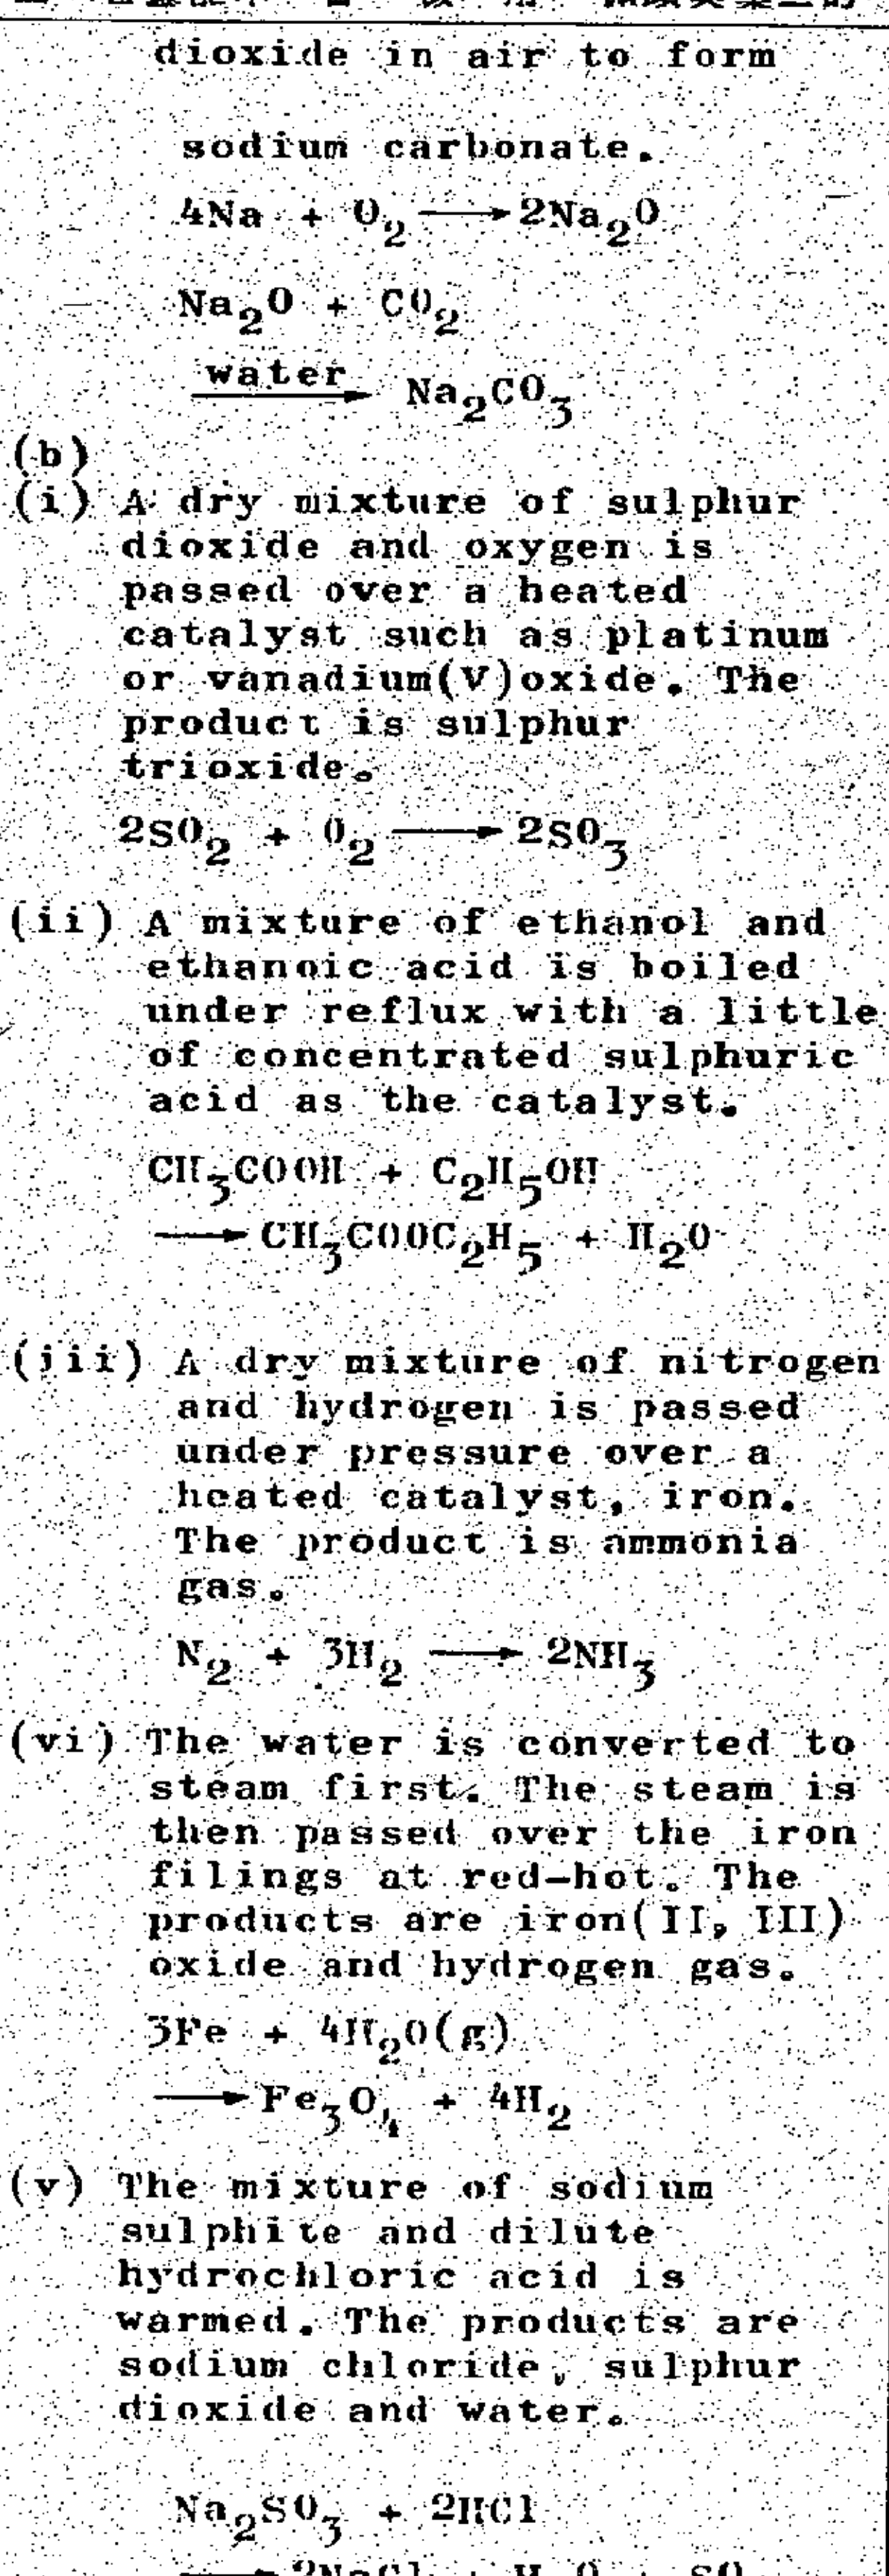 dioxide in air to form
sodium carbonate.
4Na + O₂ ⟶ 2Na₂O
Na₂O + CO₂
water
⟶ Na₂CO₃
(b)
(i) A dry mixture of sulphur
dioxide and oxygen is
passed over a heated
catalyst such as platinum
or vanadium(V)oxide. The
product is sulphur
trioxide.
2SO₂ + O₂ ⟶ 2SO₃
(ii) A mixture of ethanol and
ethanoic acid is boiled
under reflux with a little
of concentrated sulphuric
acid as the catalyst.
CH₃COOH + C₂H₅OH
⟶ CH₃COOC₂H₅ + H₂O
(iii) A dry mixture of nitrogen
and hydrogen is passed
under pressure over a
heated catalyst, iron.
The product is ammonia
gas.
N₂ + 3H₂ ⟶ 2NH₃
(vi) The water is converted to
steam first. The steam is
then passed over the iron
filings at red-hot. The
products are iron(II, III)
oxide and hydrogen gas.
3Fe + 4H₂O(g)
⟶ Fe₃O₄ + 4H₂
(v) The mixture of sodium
sulphite and dilute
hydrochloric acid is
warmed. The products are
sodium chloride, sulphur
dioxide and water.
Na₂SO₃ + 2HCl